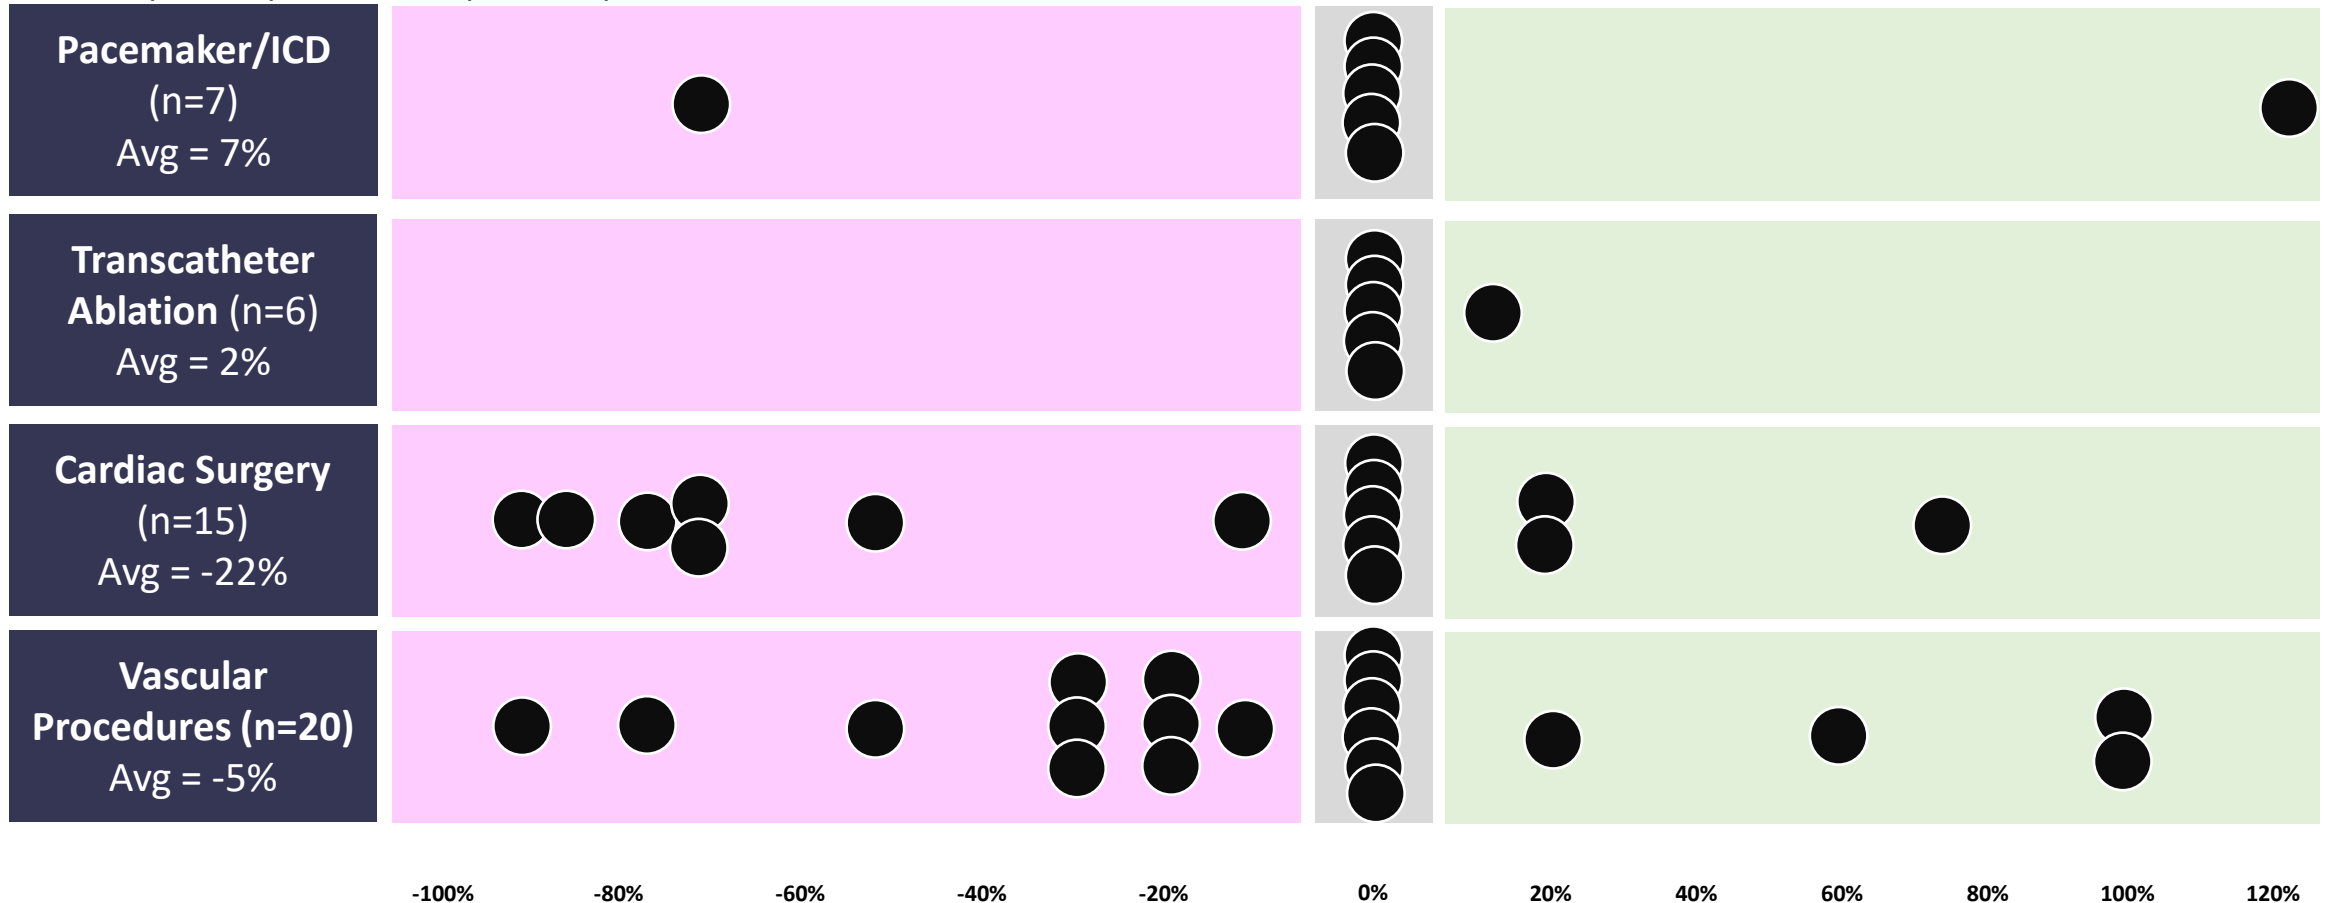 Pacemaker/ICD
(n=7)
Avg = 7%
Transcatheter
Ablation (n=6)
Avg = 2%
Cardiac Surgery
(n=15)
Avg = -22%
Vascular
Procedures (n=20)
Avg = -5%
-100% -80% -60% -40% -20% 0% 20% 40% 60% 80% 100% 120%